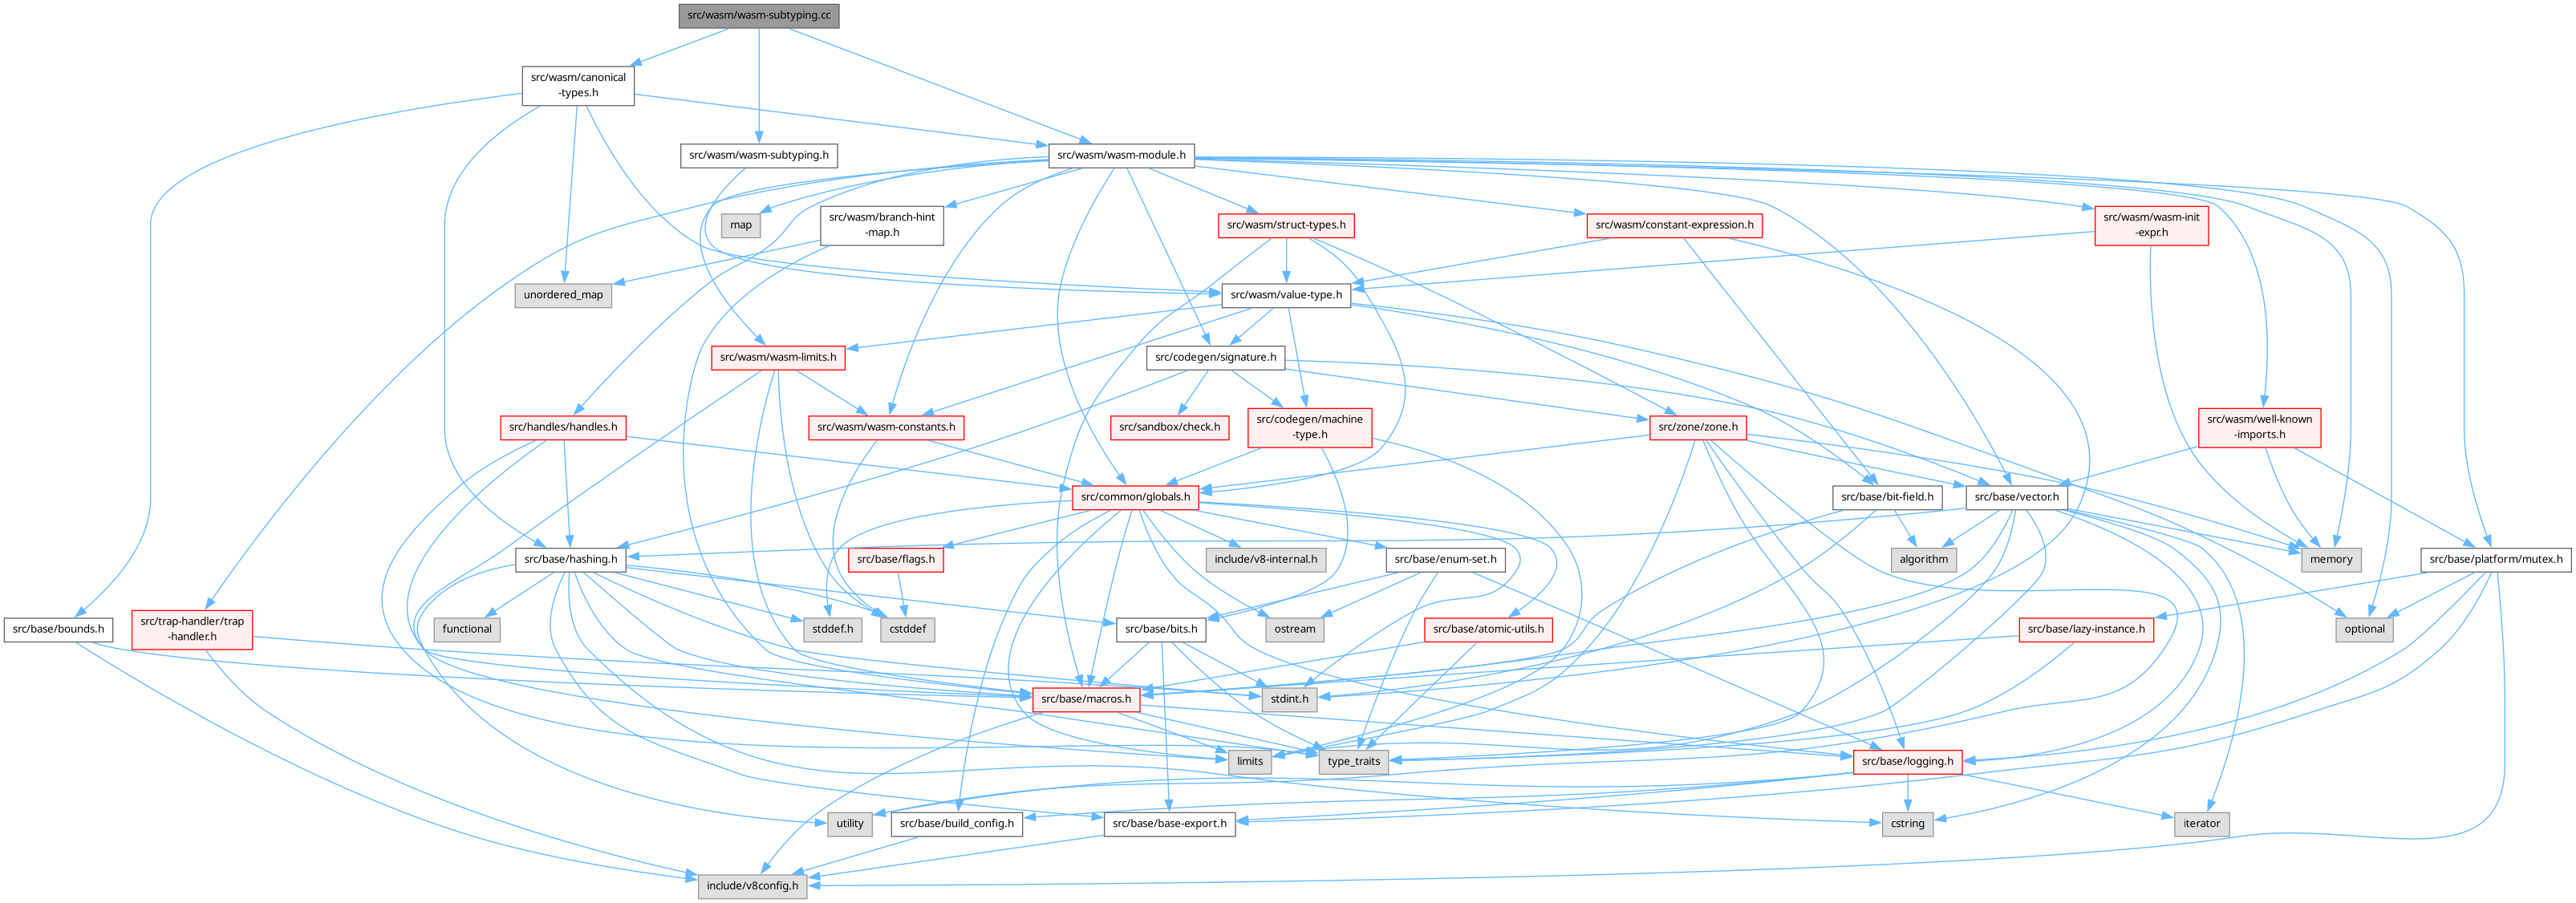 src/wasm/wasm-subtyping.cc
src/wasm/canonical
-types.h
src/wasm/wasm-subtyping.h
src/wasm/wasm-module.h
map
src/wasm/branch-hint
-map.h
src/wasm/struct-types.h
src/wasm/constant-expression.h
src/wasm/wasm-init
-expr.h
unordered_map
src/wasm/value-type.h
src/wasm/wasm-limits.h
src/codegen/signature.h
src/handles/handles.h
src/wasm/wasm-constants.h
src/sandbox/check.h
src/codegen/machine
-type.h
src/zone/zone.h
src/wasm/well-known
-imports.h
src/common/globals.h
src/base/bit-field.h
src/base/vector.h
src/base/hashing.h
src/base/flags.h
include/v8-internal.h
src/base/enum-set.h
algorithm
memory
src/base/platform/mutex.h
src/base/bounds.h
src/trap-handler/trap
-handler.h
functional
stddef.h
cstddef
src/base/bits.h
ostream
src/base/atomic-utils.h
src/base/lazy-instance.h
optional
src/base/macros.h
stdint.h
limits
type_traits
src/base/logging.h
utility
src/base/build_config.h
src/base/base-export.h
cstring
iterator
include/v8config.h